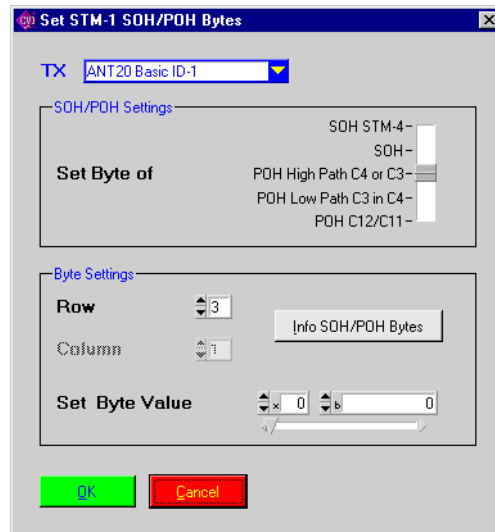 CVI Set STM-1 SOH/POH Bytes
TX ANT20 Basic ID-1
SOH/POH Settings
SOH STM-4
SOH
Set Byte of
POH High Path C4 or C3
POH Low Path C3 in C4
POH C12/C11
Byte Settings
Row 3
Info SOH/POH Bytes
Column 1
Set Byte Value x 0 b 0
OK Cancel